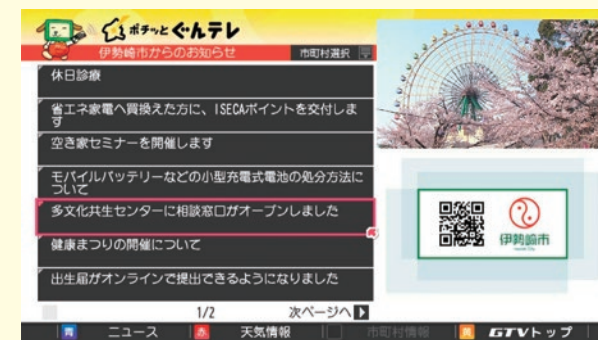 ポチッとぐんテレ
伊勢崎市からのお知らせ
市町村選択
休日診療
省エネ家電へ買換えた方に、ISECAポイントを交付しま
す
空き家セミナーを開催します
モバイルバッテリーなどの小型充電式電池の処分方法に
ついて
多文化共生センターに相談窓口がオープンしました
健康まつりの開催について
出生届がオンラインで提出できるようになりました
1/2
次ページへ
伊勢崎市
青 ニュース
赤 天気情報
市町村情報
黄 GTVトップ